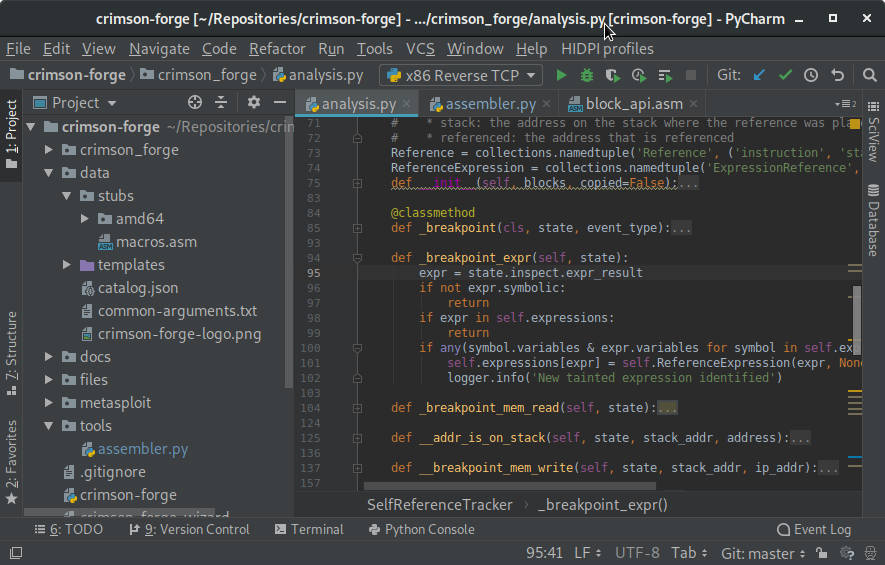 crimson-forge [~/Repositories/crimson-forge] - .../crimson_forge/analysis.py [crimson-forge] - PyCharm
File Edit View Navigate Code Refactor Run Tools VCS Window Help HIDPI profiles
crimson-forge crimson_forge analysis.py x86 Reverse TCP Git:
1: Project
7: Structure
2: Favorites
Project
crimson-forge ~/Repositories/crim
crimson_forge
data
stubs
amd64
macros.asm
templates
catalog.json
common-arguments.txt
crimson-forge-logo.png
docs
files
metasploit
tools
assembler.py
.gitignore
crimson-forge
crimson-forge-wizard
analysis.py assembler.py block_api.asm 2
71 # * stack: the address on the stack where the reference was pla
72 # * referenced: the address that is referenced
73 Reference = collections.namedtuple('Reference', ('instruction', 'sta
74 ReferenceExpression = collections.namedtuple('ExpressionReference',
75 def __init__(self, blocks, copied=False):...
83
84 @classmethod
85 def _breakpoint(cls, state, event_type):...
93
94 def _breakpoint_expr(self, state):
95 expr = state.inspect.expr_result
96 if not expr.symbolic:
97 return
98 if expr in self.expressions:
99 return
100 if any(symbol.variables & expr.variables for symbol in self.exp
101 self.expressions[expr] = self.ReferenceExpression(expr, None
102 logger.info('New tainted expression identified')
103
104 def _breakpoint_mem_read(self, state):...
124
125 def __addr_is_on_stack(self, state, stack_addr, address):...
136
137 def __breakpoint_mem_write(self, state, stack_addr, ip_addr):...
157
SelfReferenceTracker _breakpoint_expr()
SciView
Database
6: TODO 9: Version Control Terminal Python Console Event Log
95:41 LF UTF-8 Tab Git: master